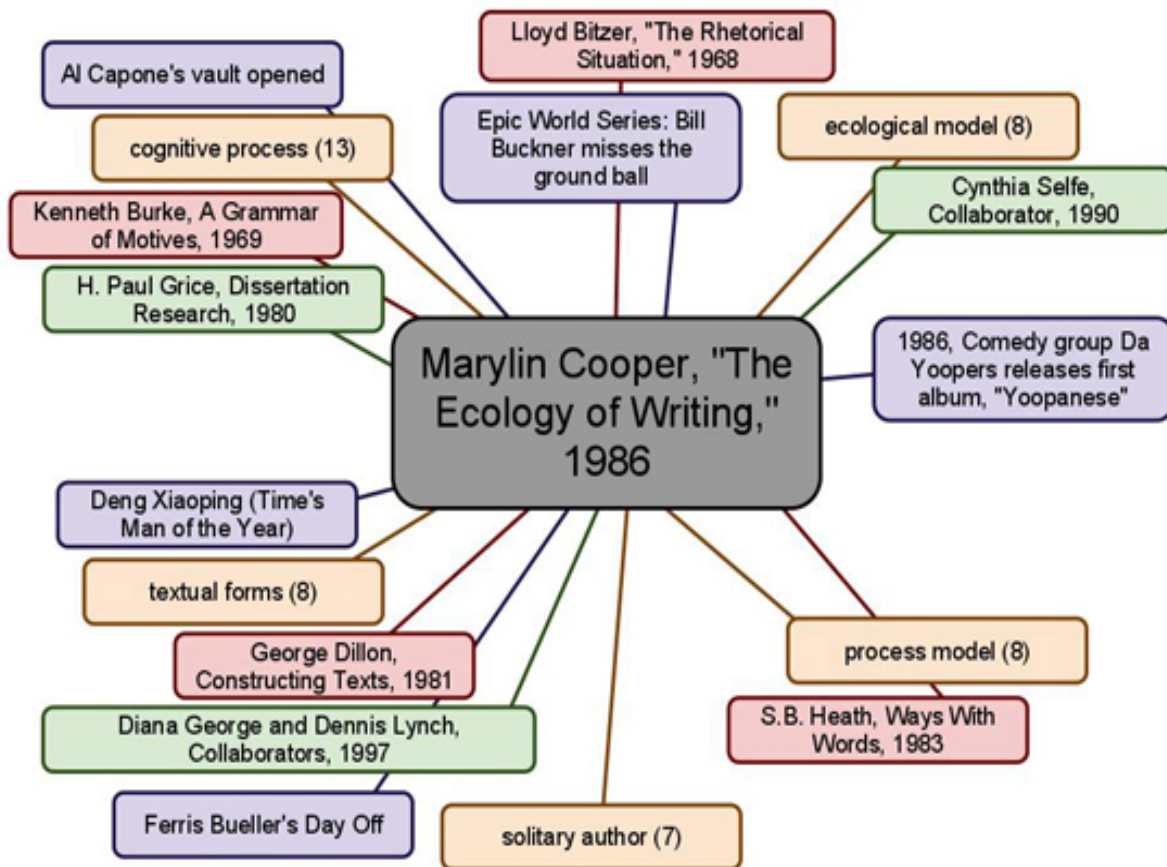 Lloyd Bitzer, "The Rhetorical
Situation," 1968
Al Capone's vault opened
Epic World Series: Bill
Buckner misses the
ground ball
ecological model (8)
cognitive process (13)
Cynthia Selfe,
Collaborator, 1990
Kenneth Burke, A Grammar
of Motives, 1969
H. Paul Grice, Dissertation
Research, 1980
Marylin Cooper, "The
Ecology of Writing,"
1986
1986, Comedy group Da
Yoopers releases first
album, "Yoopanese"
Deng Xiaoping (Time's
Man of the Year)
textual forms (8)
George Dillon,
Constructing Texts, 1981
process model (8)
S.B. Heath, Ways With
Words, 1983
Diana George and Dennis Lynch,
Collaborators, 1997
Ferris Bueller's Day Off
solitary author (7)